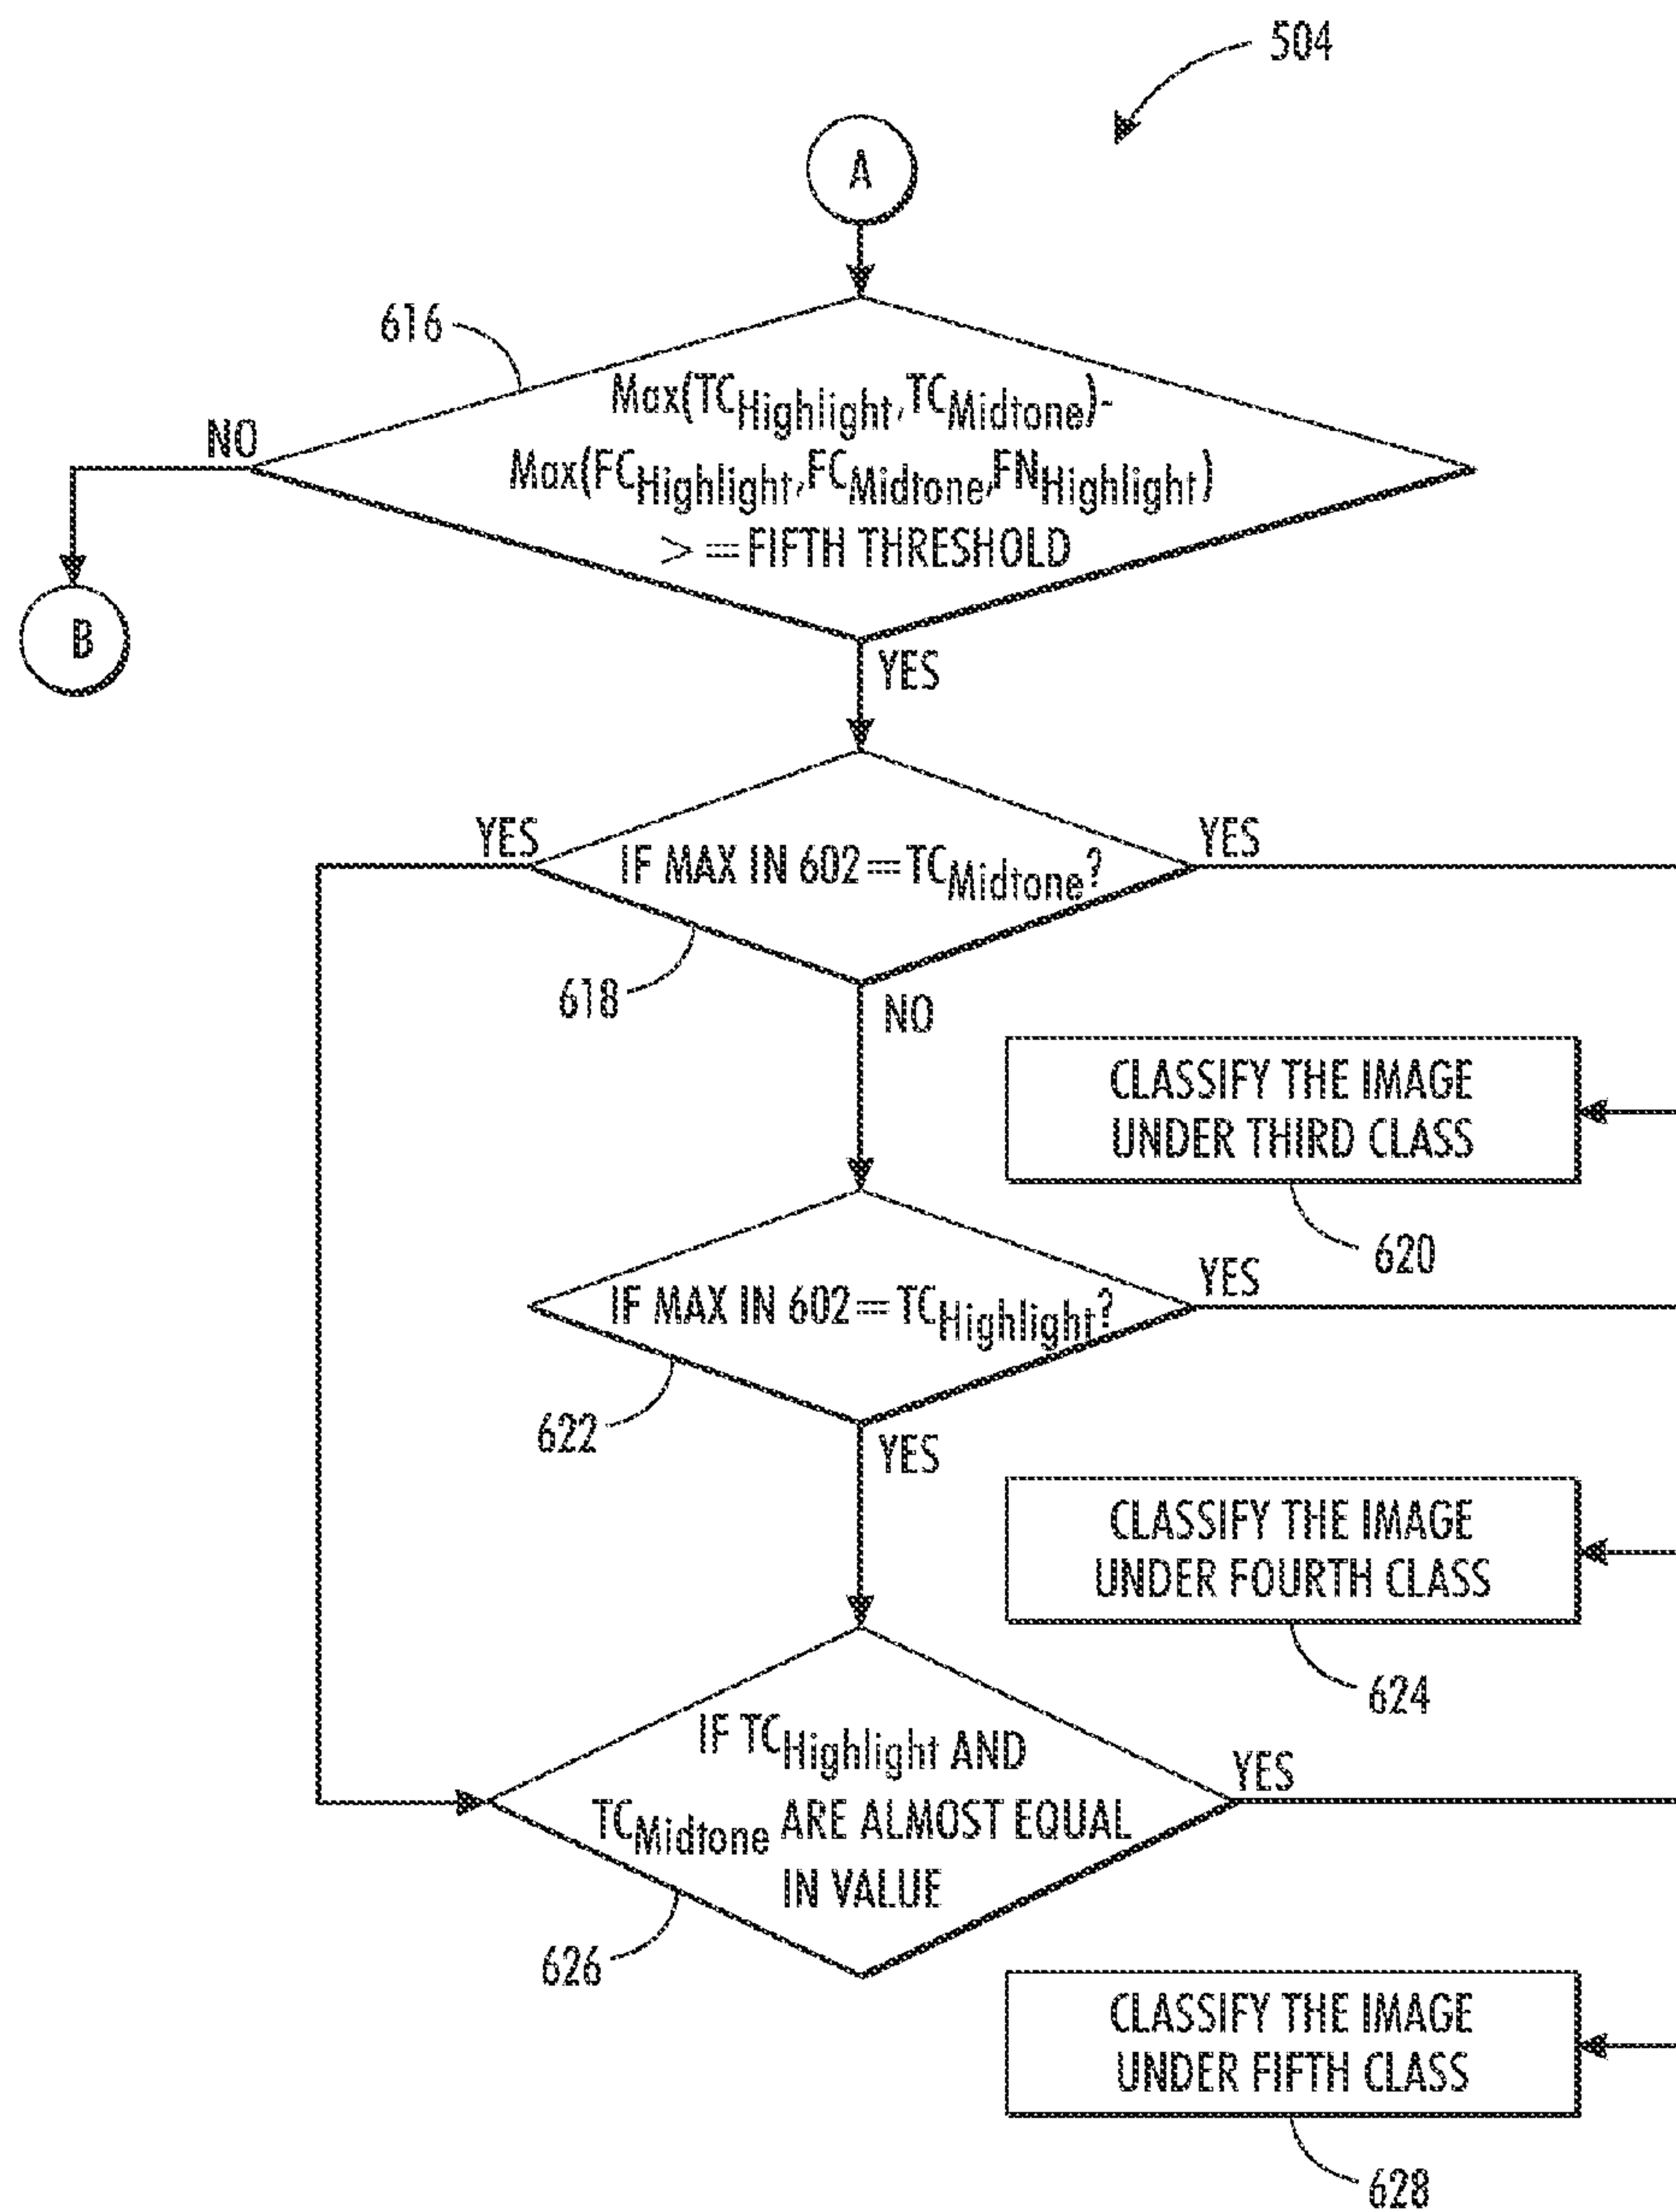 504
A
616
Max(TCHighlight,TCMidtone)-
NO
Max(FCHighlight,FCMidtone,FNHighlight)
>==FIFTH THRESHOLD
B
YES
YES
YES
IF MAX IN 602==TCMidtone?
618
NO
CLASSIFY THE IMAGE
UNDER THIRD CLASS
620
YES
IF MAX IN 602==TCHighlight?
622
YES
CLASSIFY THE IMAGE
UNDER FOURTH CLASS
624
IF TCHighlight AND
YES
TCMidtone ARE ALMOST EQUAL
IN VALUE
626
CLASSIFY THE IMAGE
UNDER FIFTH CLASS
628